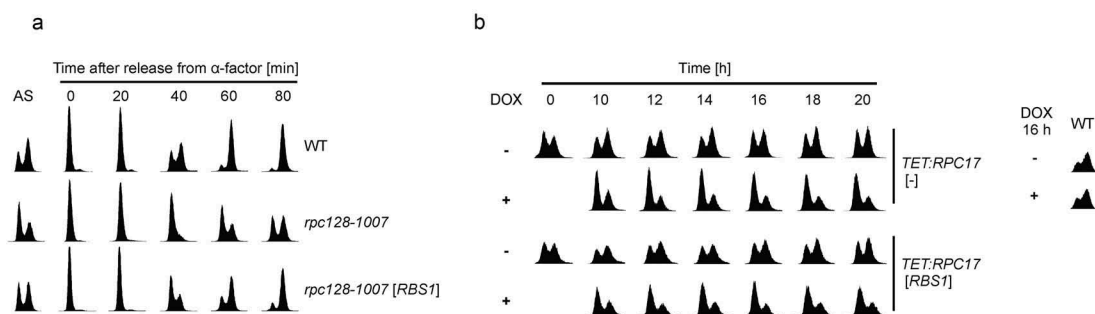 a
Time after release from α-factor [min]
AS 0 20 40 60 80
WT
rpc128-1007
rpc128-1007 [RBS1]
b
Time [h]
DOX 0 10 12 14 16 18 20
-
TET:RPC17
[-]
+
-
TET:RPC17
[RBS1]
+
DOX
16 h
WT
-
+